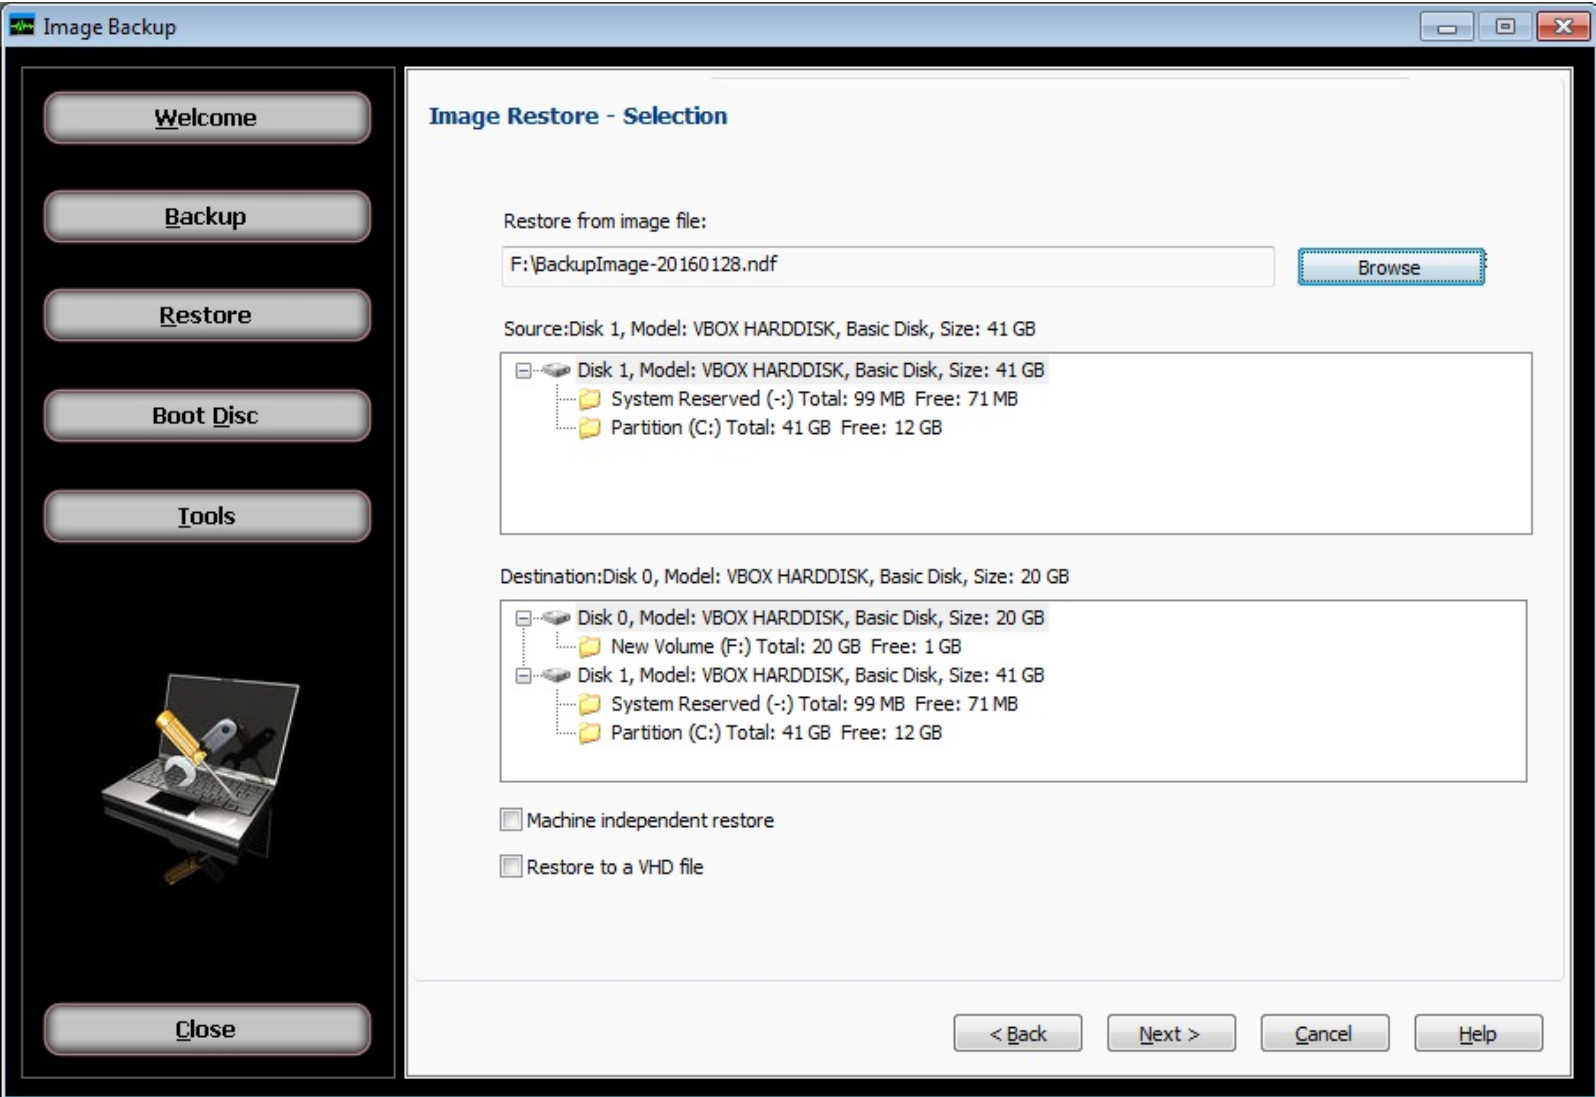 Image Backup
Welcome
Backup
Restore
Boot Disc
Tools
Close
Image Restore - Selection
Restore from image file:
F:\BackupImage-20160128.ndf
Browse
Source:Disk 1, Model: VBOX HARDDISK, Basic Disk, Size: 41 GB
Disk 1, Model: VBOX HARDDISK, Basic Disk, Size: 41 GB
System Reserved (-:) Total: 99 MB Free: 71 MB
Partition (C:) Total: 41 GB Free: 12 GB
Destination:Disk 0, Model: VBOX HARDDISK, Basic Disk, Size: 20 GB
Disk 0, Model: VBOX HARDDISK, Basic Disk, Size: 20 GB
New Volume (F:) Total: 20 GB Free: 1 GB
Disk 1, Model: VBOX HARDDISK, Basic Disk, Size: 41 GB
System Reserved (-:) Total: 99 MB Free: 71 MB
Partition (C:) Total: 41 GB Free: 12 GB
Machine independent restore
Restore to a VHD file
< Back
Next >
Cancel
Help